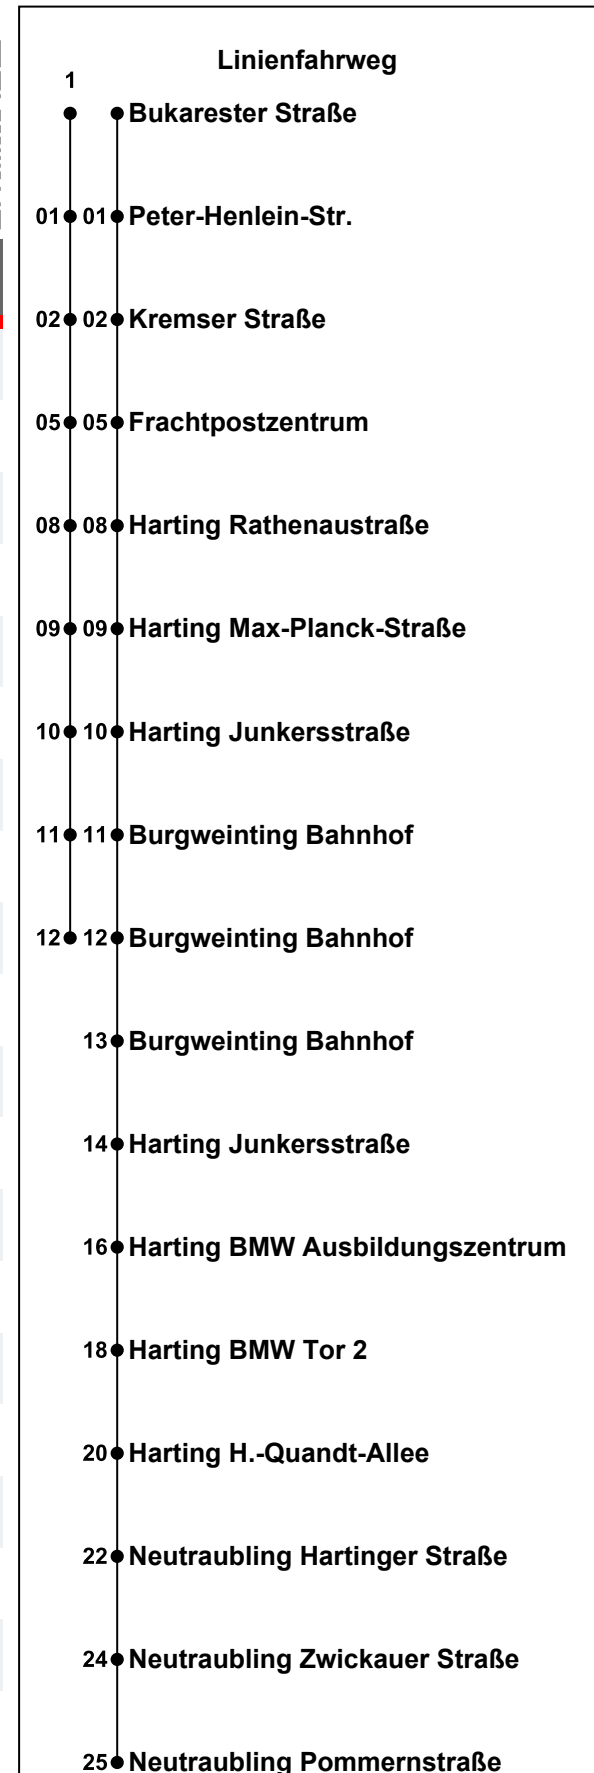 Linienfahrweg
1
Bukarester Straße
01 01 Peter-Henlein-Str.
02 02 Kremser Straße
05 05 Frachtpostzentrum
08 08 Harting Rathenaustraße
09 09 Harting Max-Planck-Straße
10 10 Harting Junkersstraße
11 11 Burgweinting Bahnhof
12 12 Burgweinting Bahnhof
13 Burgweinting Bahnhof
14 Harting Junkersstraße
16 Harting BMW Ausbildungszentrum
18 Harting BMW Tor 2
20 Harting H.-Quandt-Allee
22 Neutraubling Hartinger Straße
24 Neutraubling Zwickauer Straße
25 Neutraubling Pommernstraße